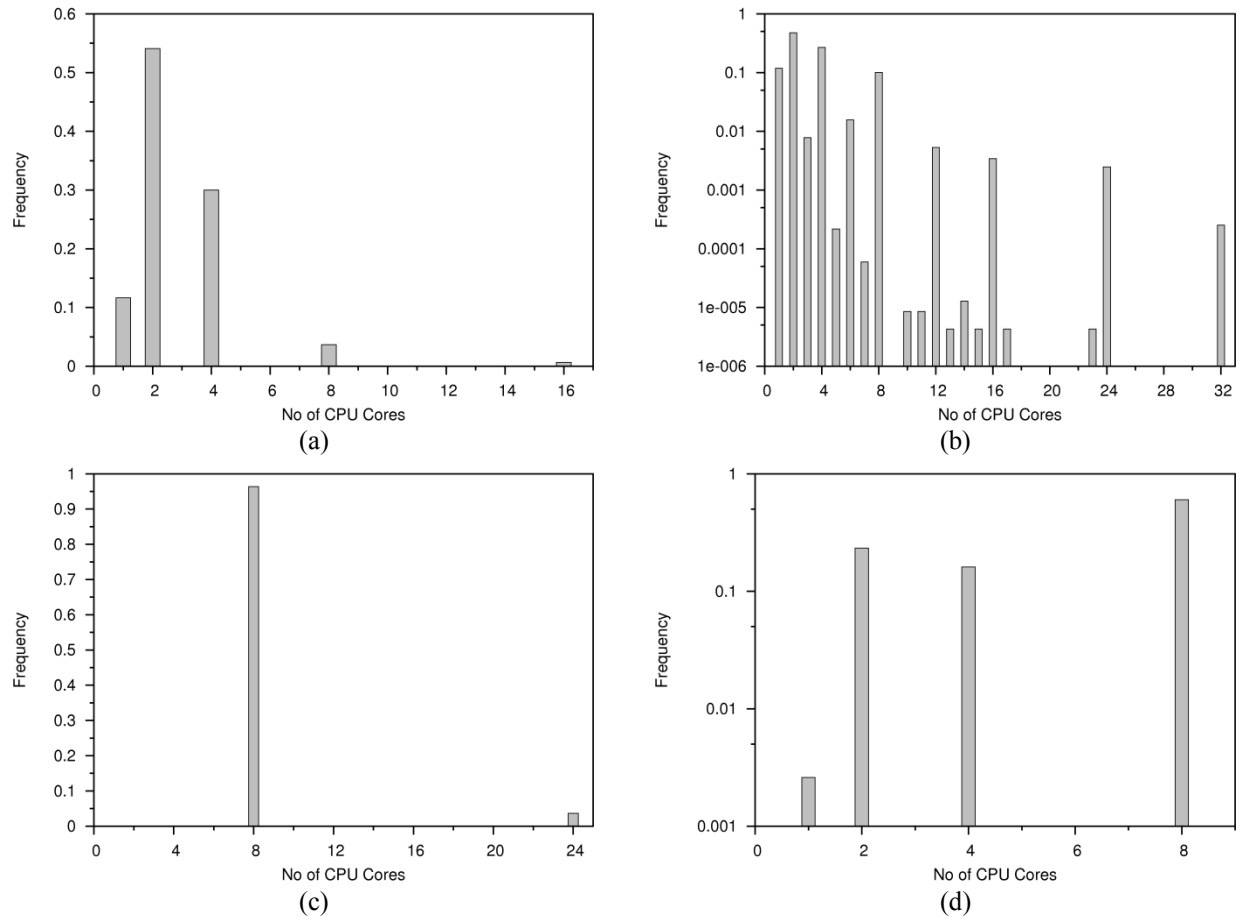 0.6
0.5
0.4
0.3
0.2
0.1
0
Frequency
0 2 4 6 8 10 12 14 16
No of CPU Cores
(a)
1
0.1
0.01
0.001
0.0001
1e-005
1e-006
Frequency
0 4 8 12 16 20 24 28 32
No of CPU Cores
(b)
1
0.9
0.8
0.7
0.6
0.5
0.4
0.3
0.2
0.1
0
Frequency
0 4 8 12 16 20 24
No of CPU Cores
(c)
1
0.1
0.01
0.001
Frequency
0 2 4 6 8
No of CPU Cores
(d)